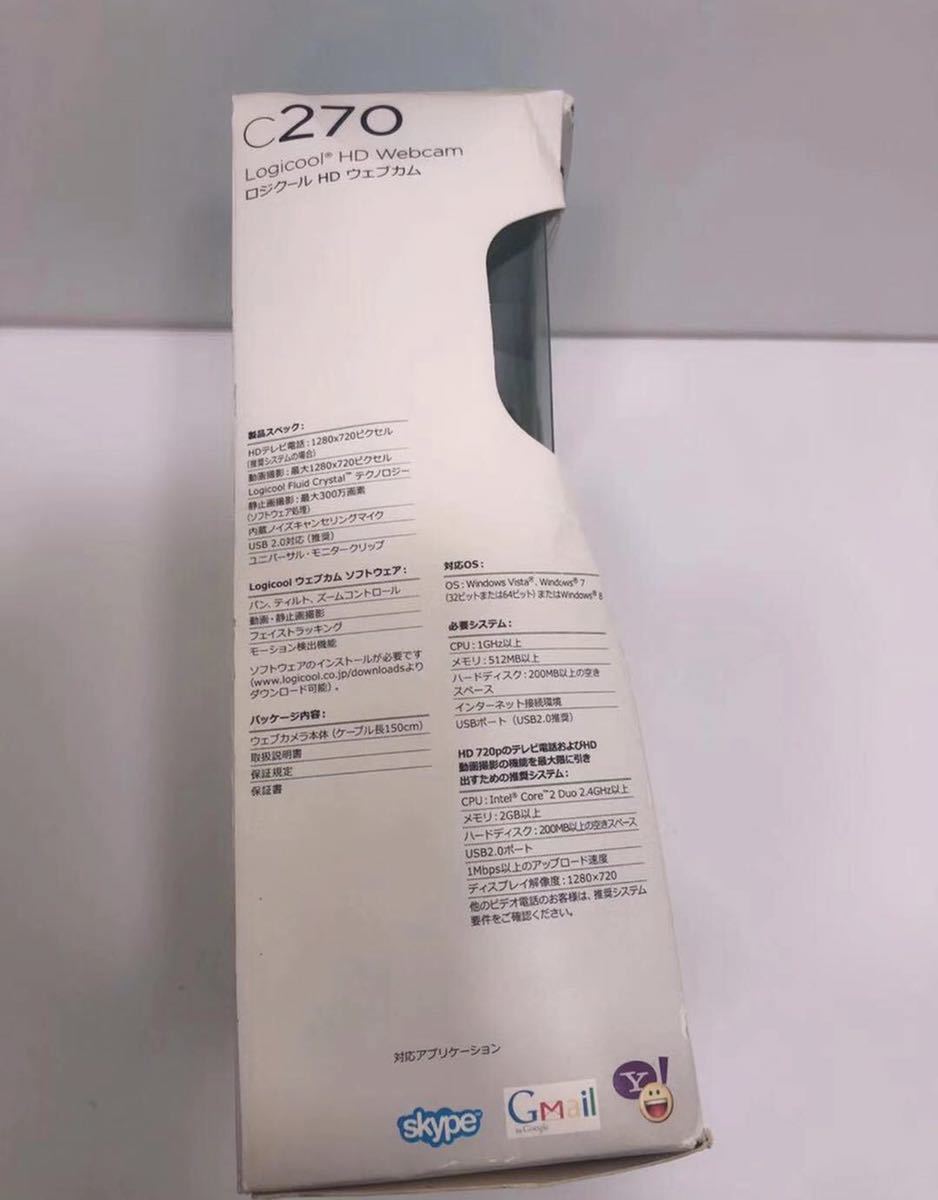 C270
Logicool® HD Webcam
ロジクール HD ウェブカム
製品スペック：
HDテレビ電話：1280x720ピクセル
(推奨システムの場合)
動画撮影：最大1280x720ピクセル
Logicool Fluid Crystal™ テクノロジー
静止画撮影：最大300万画素
(ソフトウェア処理)
内蔵ノイズキャンセリングマイク
USB 2.0対応（推奨）
ユニバーサル・モニタークリップ
Logicool ウェブカム ソフトウェア：
パン、ティルト、ズームコントロール
動画・静止画撮影
フェイストラッキング
モーション検出機能
ソフトウェアのインストールが必要です
(www.logicool.co.jp/downloadsより
ダウンロード可能）。
パッケージ内容：
ウェブカメラ本体（ケーブル長150cm）
取扱説明書
保証規定
保証書
対応OS：
OS：Windows Vista®、Windows® 7
(32ビットまたは64ビット) またはWindows® 8
必要システム：
CPU：1GHz以上
メモリ：512MB以上
ハードディスク：200MB以上の空き
スペース
インターネット接続環境
USBポート（USB2.0推奨）
HD 720pのテレビ電話およびHD
動画撮影の機能を最大限に引き
出すための推奨システム：
CPU：Intel® Core™2 Duo 2.4GHz以上
メモリ：2GB以上
ハードディスク：200MB以上の空きスペース
USB2.0ポート
1Mbps以上のアップロード速度
ディスプレイ解像度：1280×720
他のビデオ電話のお客様は、推奨システム
要件をご確認ください。
対応アプリケーション
skype
Gmail
by Google
Y!